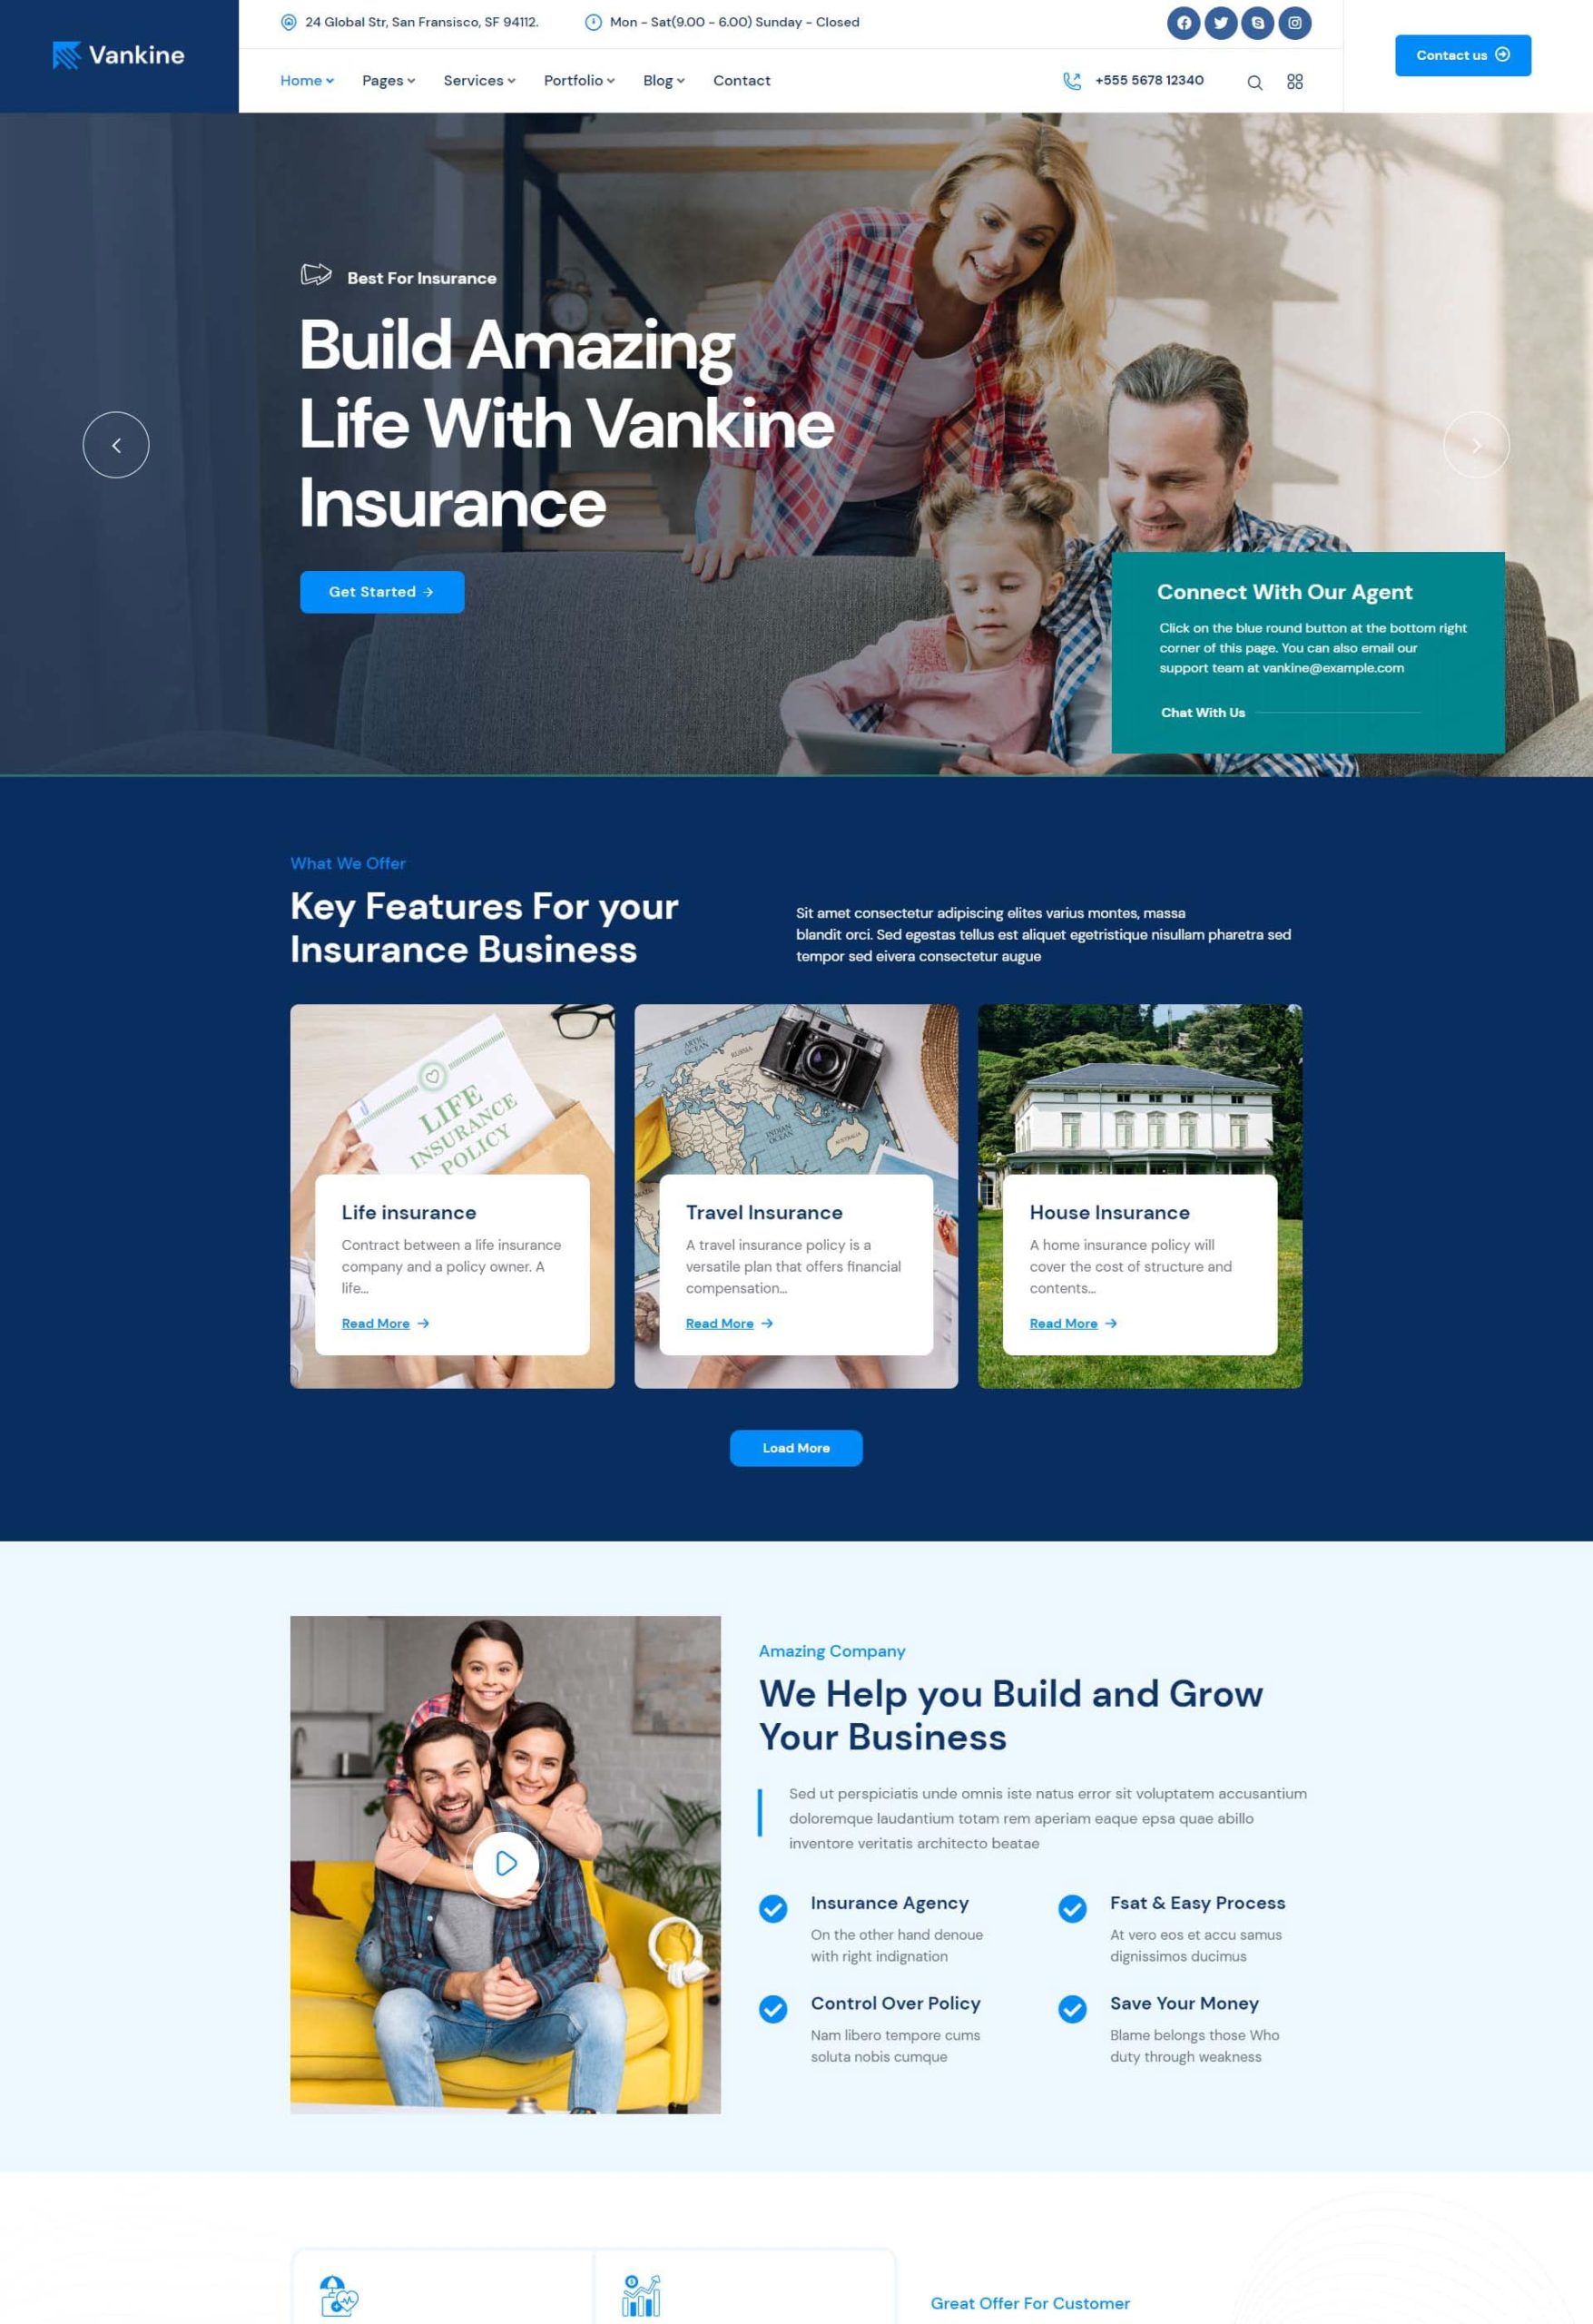 Vankine
24 Global Str, San Fransisco, SF 94112.
Mon - Sat(9.00 - 6.00) Sunday - Closed
Contact us
Home
Pages
Services
Portfolio
Blog
Contact
+555 5678 12340
Best For Insurance
Build Amazing
Life With Vankine
Insurance
Get Started
Connect With Our Agent
Click on the blue round button at the bottom right
corner of this page. You can also email our
support team at vankine@example.com
Chat With Us
What We Offer
Key Features For your
Insurance Business
Sit amet consectetur adipiscing elites varius montes, massa
blandit orci. Sed egestas tellus est aliquet egetristique nisullam pharetra sed
tempor sed eivera consectetur augue
LIFE
INSURANCE
POLICY
Life insurance
Contract between a life insurance
company and a policy owner. A
life...
Read More
ARTIC
OCEAN
RUSSIA
INDIAN
OCEAN
AUSTRALIA
Travel Insurance
A travel insurance policy is a
versatile plan that offers financial
compensation...
Read More
House Insurance
A home insurance policy will
cover the cost of structure and
contents...
Read More
Load More
Amazing Company
We Help you Build and Grow
Your Business
Sed ut perspiciatis unde omnis iste natus error sit voluptatem accusantium
doloremque laudantium totam rem aperiam eaque epsa quae abillo
inventore veritatis architecto beatae
Insurance Agency
On the other hand denoue
with right indignation
Fsat & Easy Process
At vero eos et accu samus
dignissimos ducimus
Control Over Policy
Nam libero tempore cums
soluta nobis cumque
Save Your Money
Blame belongs those Who
duty through weakness
Great Offer For Customer